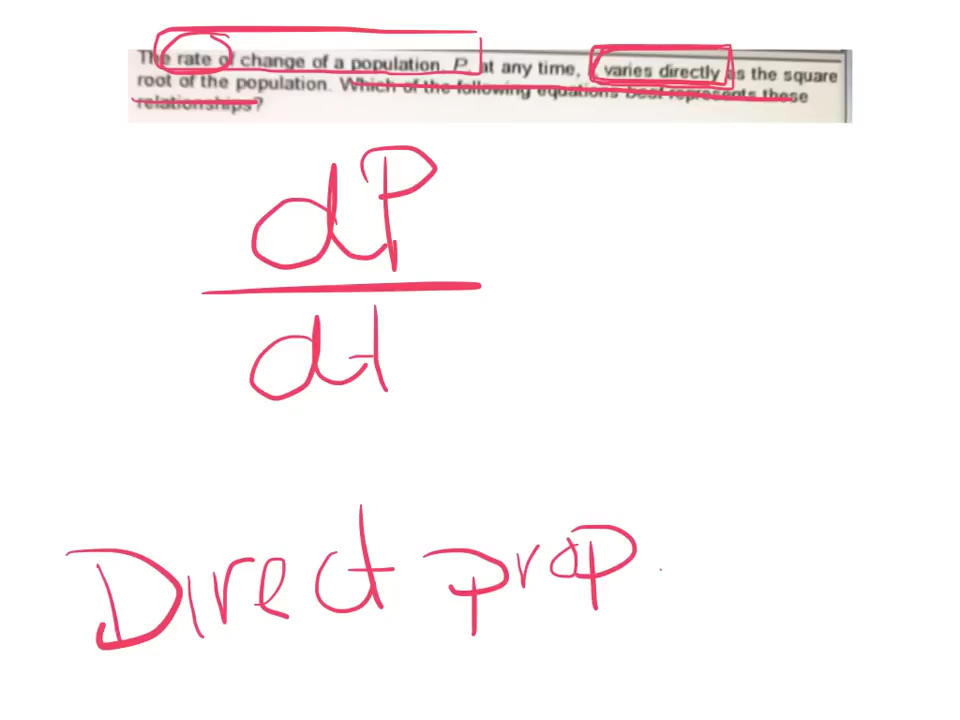 The rate of change of a population, P, at any time, varies directly as the square
root of the population. Which of the following equations best represents these
relationships?
dP
dt
Direct prop